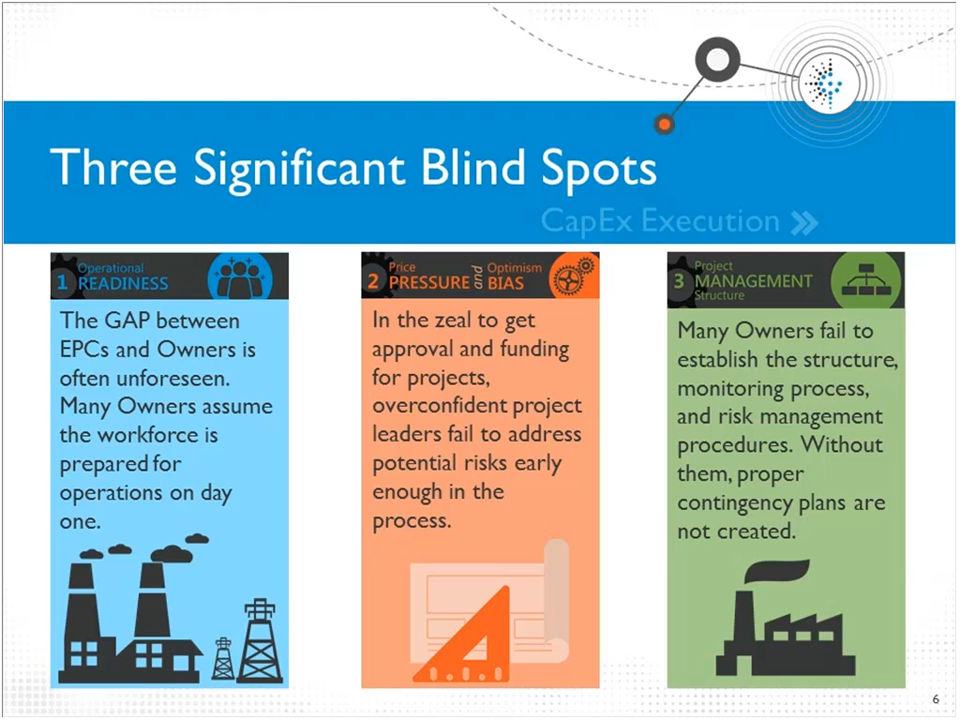 Three Significant Blind Spots
CapEx Execution
1 Operational
READINESS
The GAP between
EPCs and Owners is
often unforeseen.
Many Owners assume
the workforce is
prepared for
operations on day
one.
2 Price
PRESSURE and Optimism
BIAS
In the zeal to get
approval and funding
for projects,
overconfident project
leaders fail to address
potential risks early
enough in the
process.
3 Project
MANAGEMENT
Structure
Many Owners fail to
establish the structure,
monitoring process,
and risk management
procedures. Without
them, proper
contingency plans are
not created.
6